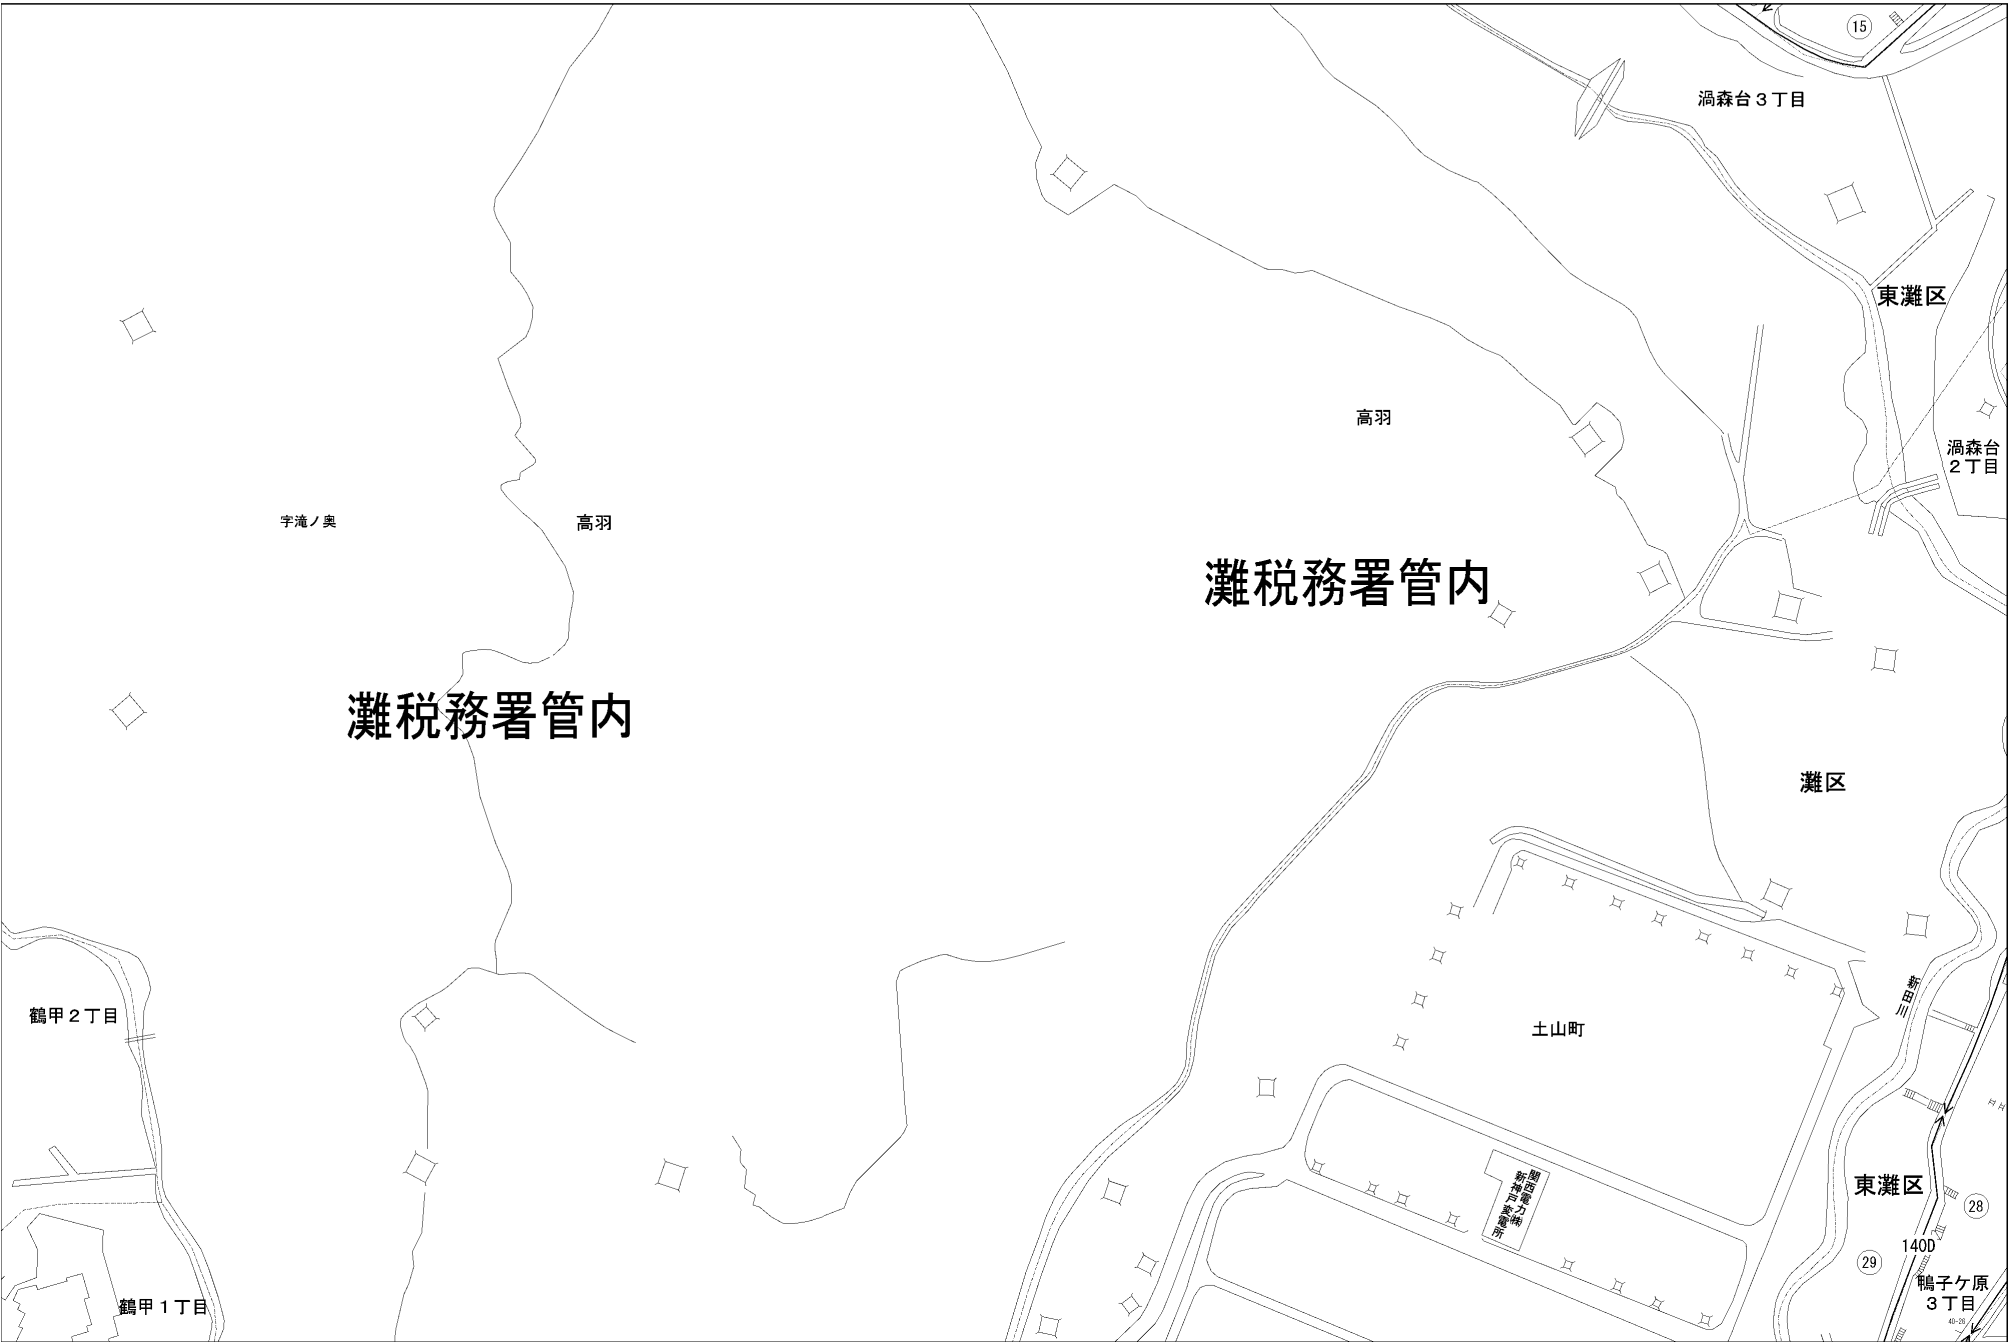 15
渦森台３丁目
東灘区
高羽
渦森台
２丁目
字滝ノ奥
高羽
灘税務署管内
灘税務署管内
灘区
新田川
鶴甲２丁目
土山町
関西電力㈱
新神戸変電所
東灘区
28
140D
29
鴨子ケ原
３丁目
鶴甲１丁目
40-26